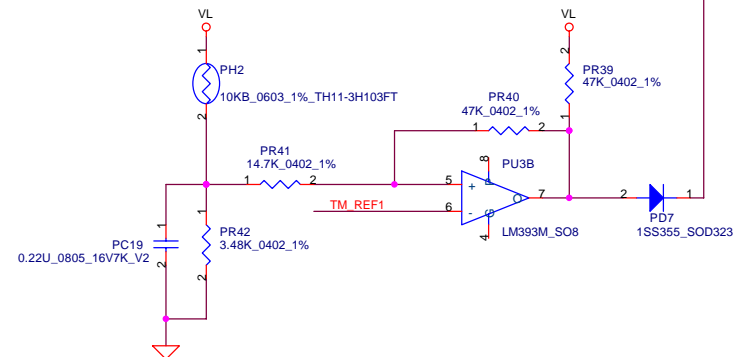 VL
VL
1
2
PH2
10KB_0603_1%_TH11-3H103FT
2
PR39
47K_0402_1%
1
PR40
47K_0402_1%
1
2
PR41
14.7K_0402_1%
1
2
8
PU3B
5
+
P
7
O
6
-
G
TM_REF1
4
LM393M_SO8
2
1
PD7
1SS355_SOD323
1
PC19
0.22U_0805_16V7K_V2
2
1
PR42
3.48K_0402_1%
2